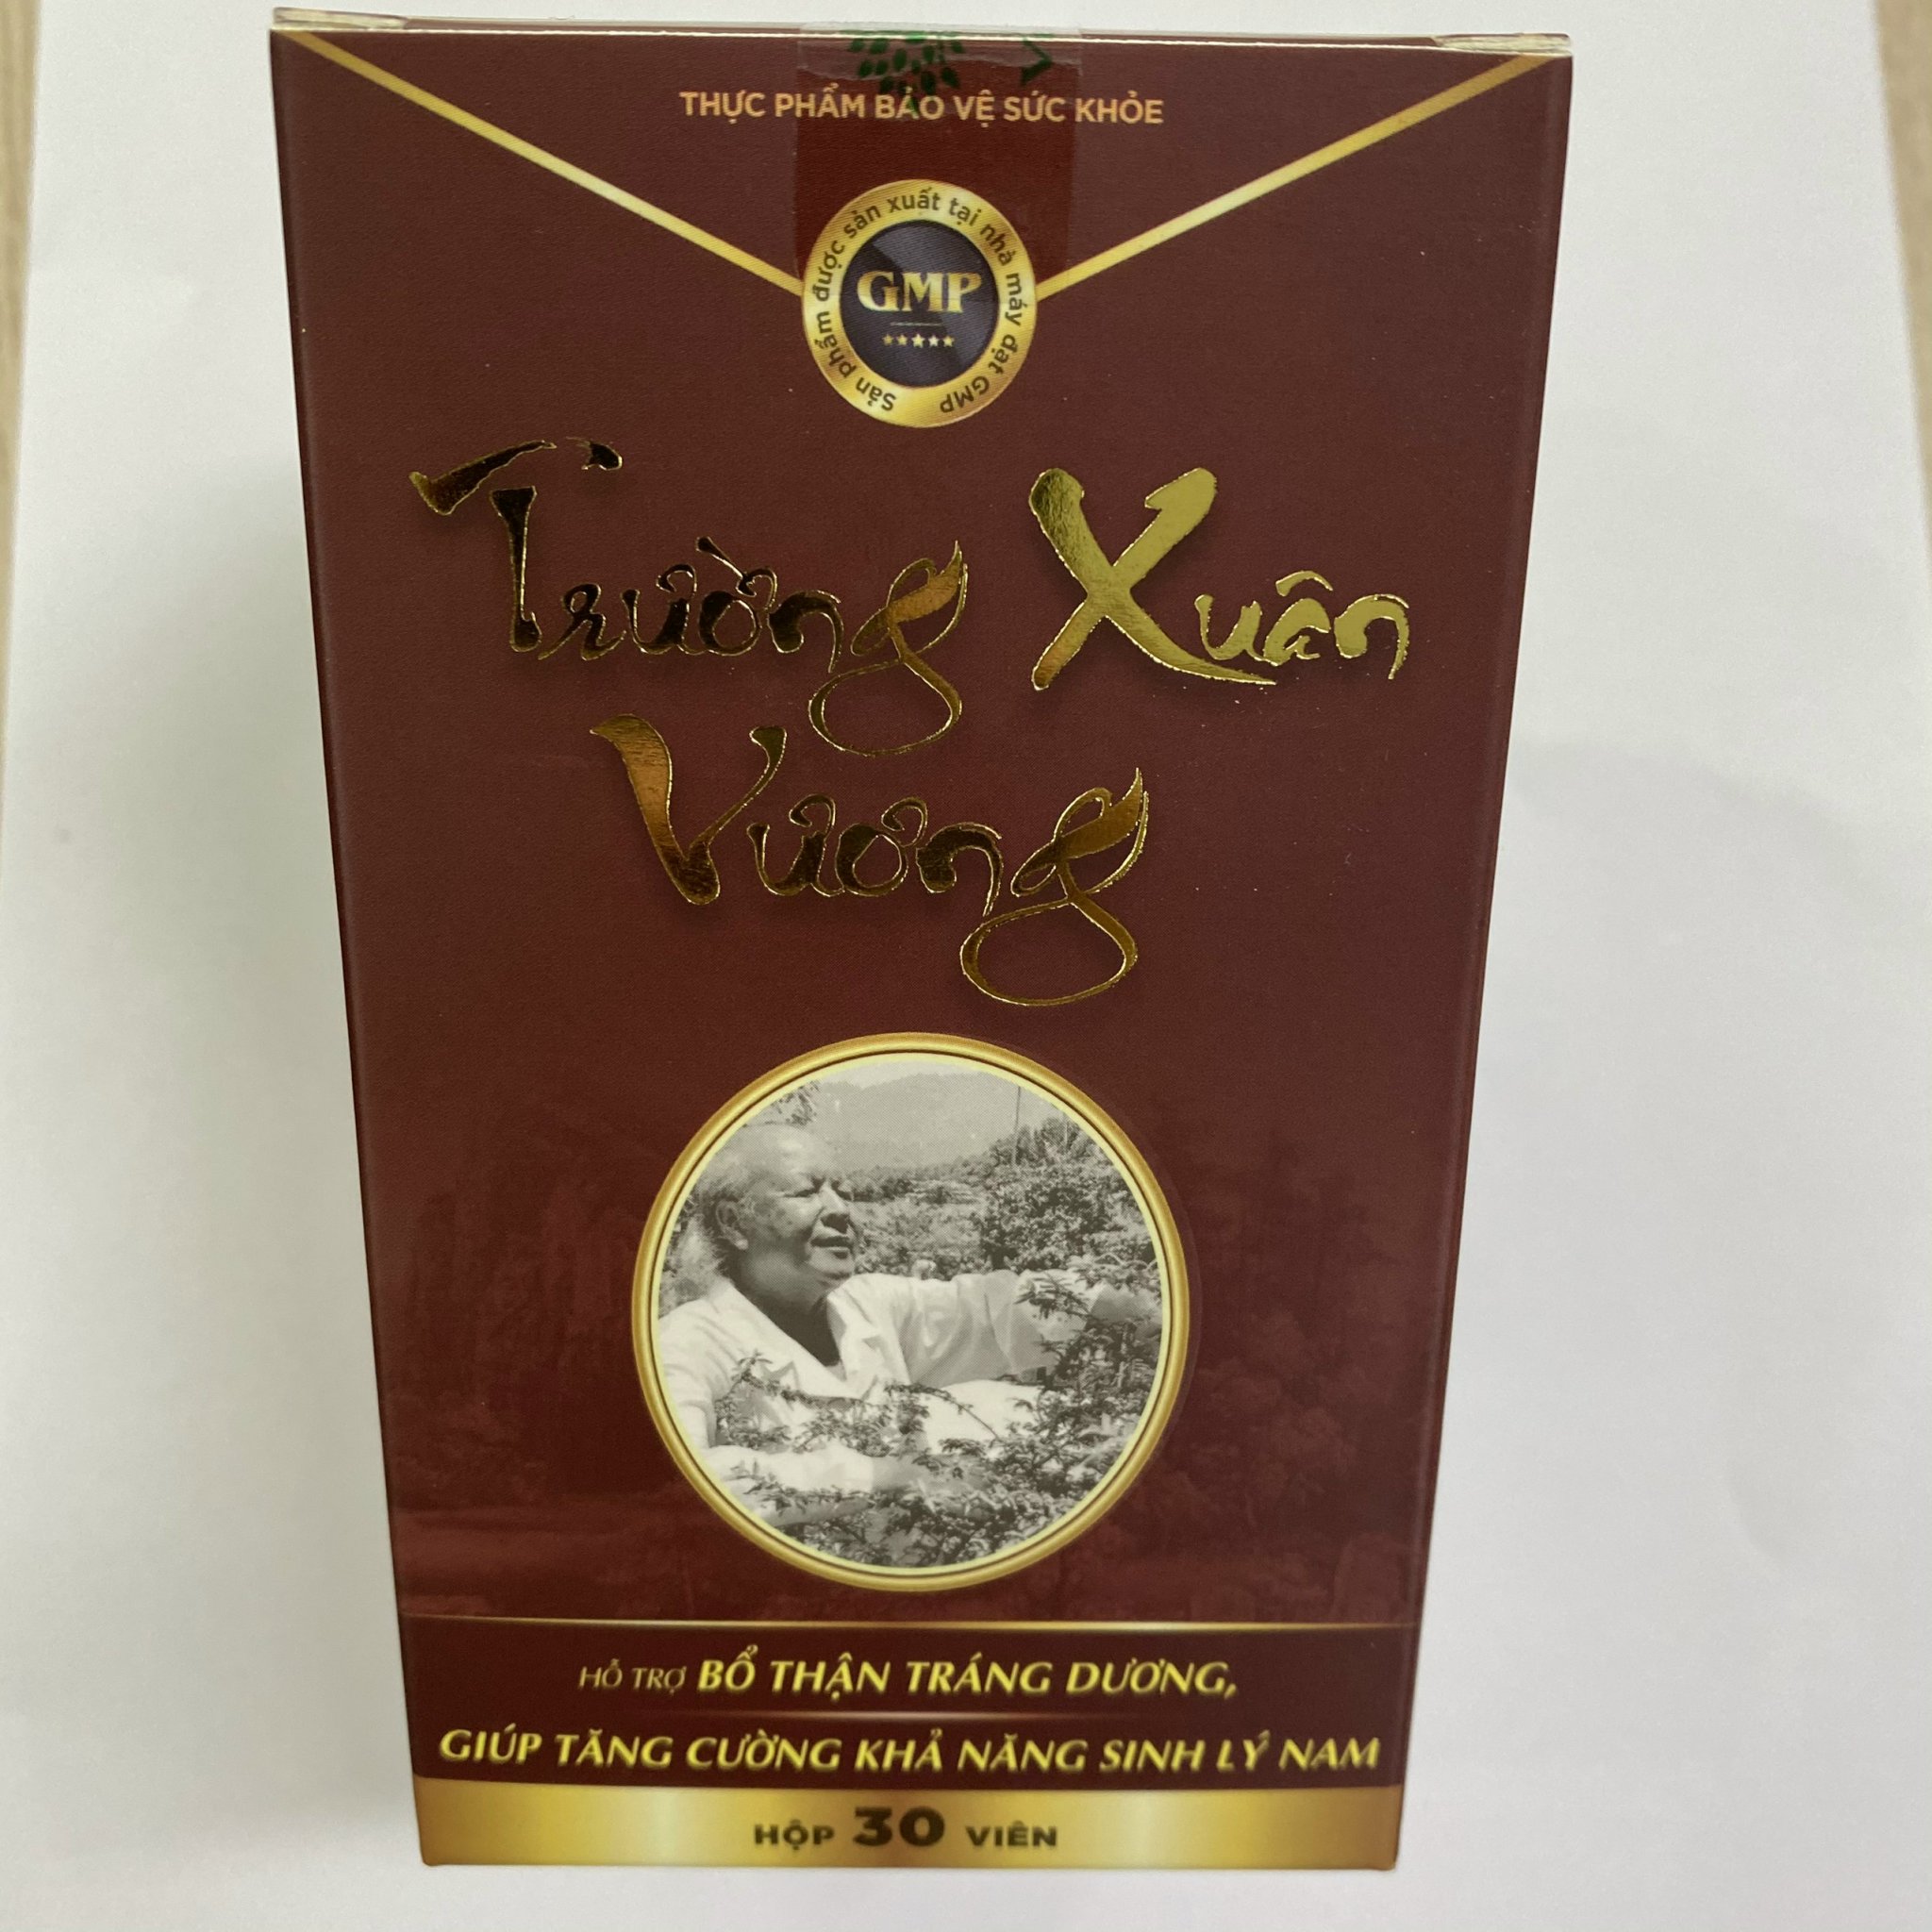 THỰC PHẨM BẢO VỆ SỨC KHỎE
Sản phẩm được sản xuất tại nhà máy đạt GMP
GMP
Trường Xuân
Vương
HỖ TRỢ BỔ THẬN TRÁNG DƯƠNG,
GIÚP TĂNG CƯỜNG KHẢ NĂNG SINH LÝ NAM
HỘP 30 VIÊN